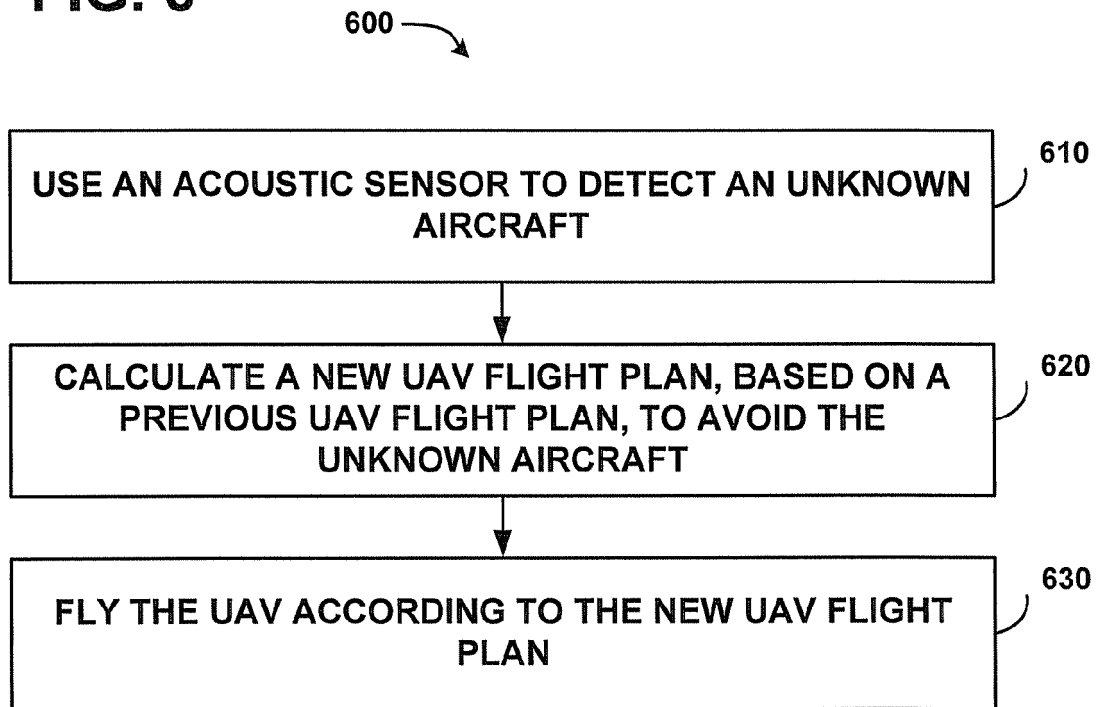 FIG. 6
600
610
USE AN ACOUSTIC SENSOR TO DETECT AN UNKNOWN
AIRCRAFT
620
CALCULATE A NEW UAV FLIGHT PLAN, BASED ON A
PREVIOUS UAV FLIGHT PLAN, TO AVOID THE
UNKNOWN AIRCRAFT
630
FLY THE UAV ACCORDING TO THE NEW UAV FLIGHT
PLAN